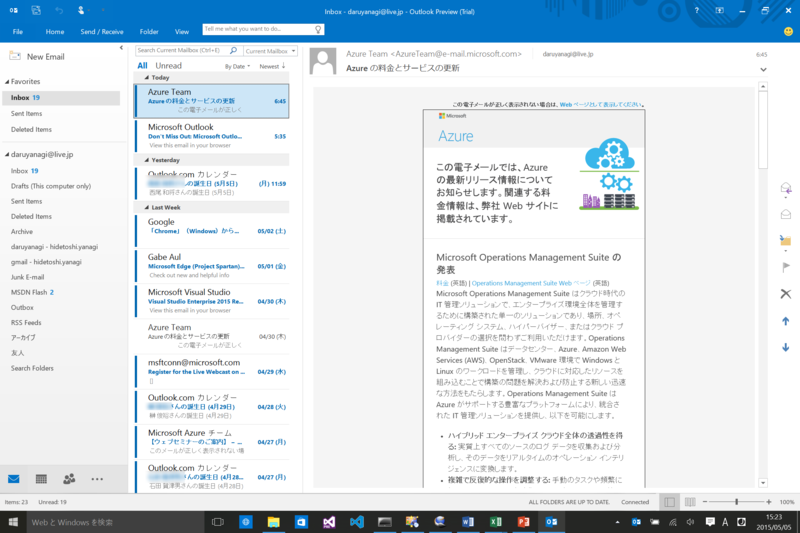 Inbox - daruyanagi@live.jp - Outlook Preview (Trial)
File
Home
Send / Receive
Folder
View
Tell me what you want to do...
New Email
Favorites
Inbox 19
Sent Items
Deleted Items
daruyanagi@live.jp
Inbox 19
Drafts (This computer only)
Sent Items
Deleted Items
Archive
daruyanagi - hidetoshi.yanagi
gmail - hidetoshi.yanagi
Junk E-mail
MSDN Flash 2
Outbox
RSS Feeds
アーカイブ
友人
Search Folders
Search Current Mailbox (Ctrl+E)
Current Mailbox
All Unread
By Date
Newest ↓
Today
Azure Team
Azure の料金とサービスの更新 6:45
この電子メールが正しく
Microsoft Outlook
Don't Miss Out: Microsoft Outlo... 5:35
View this email in your browser
Yesterday
Outlook.com カレンダー
さんの誕生日 (5月5日) (月) 11:59
西尾 和将さんの誕生日 (5月5日)
Last Week
Google
「Chrome」 (Windows) から... 05/02 (土)
Gabe Aul
Microsoft Edge (Project Spartan)... 05/01 (金)
Check out new and helpful info
Microsoft Visual Studio
Visual Studio Enterprise 2015 Re... 04/30 (木)
View this email in your browser
Azure Team
Azure の料金とサービスの更新 04/30 (木)
この電子メールが正しく
msftconn@microsoft.com
Register for the Live Webcast on ... 04/29 (水)
Outlook.com カレンダー
さんの誕生日 (4月29日) 04/28 (火)
榊 俊如さんの誕生日 (4月29日)
Microsoft Azure チーム
【ウェブセミナーのご案内】 – ... 04/27 (月)
このメールが正しく表示されない場
Outlook.com カレンダー
さんの誕生日 (4月28... 04/27 (月)
石田 賀津男さんの誕生日 (4月28日)
Azure Team <AzureTeam@e-mail.microsoft.com>
daruyanagi@live.jp
6:45
Azure の料金とサービスの更新
この電子メールが正しく表示されない場合は、Web ページとして表示してください。
Microsoft
Azure
この電子メールでは、Azure
の最新リリース情報について
お知らせします。関連する料
金情報は、弊社 Web サイトに
掲載されています。
Microsoft Operations Management Suite の
発表
料金 (英語) | Operations Management Suite Web ページ (英語)
Microsoft Operations Management Suite はクラウド時代の
IT 管理ソリューションで、エンタープライズ環境全体を管理
するために構築された単一のソリューションであり、場所、オペ
レーティング システム、ハイパーバイザー、またはクラウド プ
ロバイダーの選択を問わずご利用いただけます。Operations
Management Suite はデータセンター、Azure、Amazon Web
Services (AWS)、OpenStack、VMware 環境で Windows と
Linux のワークロードを管理し、クラウドに対応したリソースを
組み込むことで構築の問題を解決および防止する新しい迅速
な方法をもたらします。Operations Management Suite は
Azure がサポートする豊富なプラットフォームにより、統合さ
れた IT 管理ソリューションを提供し、以下を可能にします。
• ハイブリッド エンタープライズ クラウド全体の透過性を得
る: 実質上すべてのソースのログ データを収集および分
析し、そのデータをリアルタイムのオペレーション インテリ
ジェンスに変換します。
• 複雑で反復的な操作を調整する: 手動のタスクや頻繁に
Items: 23
Unread: 19
ALL FOLDERS ARE UP TO DATE.
Connected
100%
Web と Windows を検索
A
15:23
2015/05/05